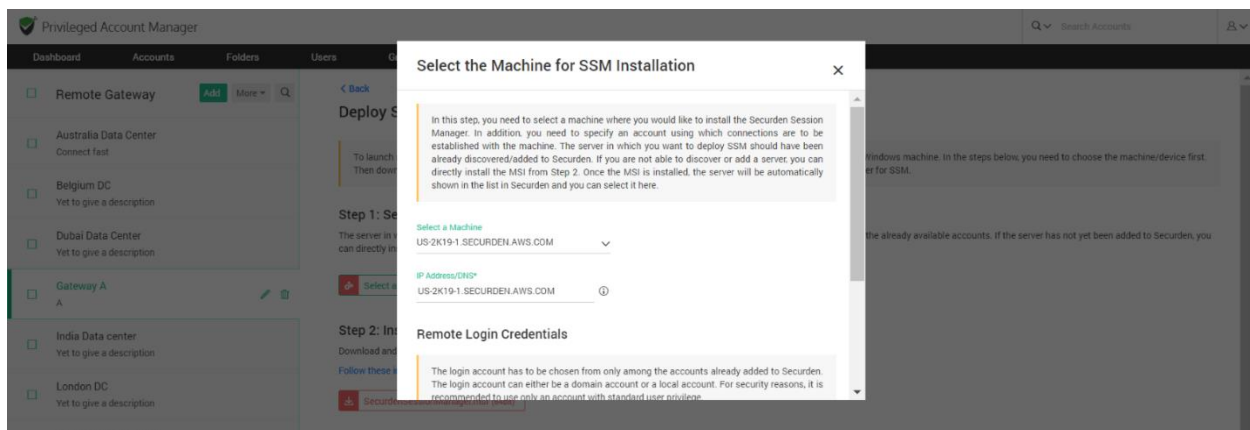 Privileged Account Manager
Search Accounts
Dashboard Accounts Folders Users
Remote Gateway Add More
Australia Data Center
Connect fast
Belgium DC
Yet to give a description
Dubai Data Center
Yet to give a description
Gateway A
A
India Data center
Yet to give a description
London DC
Yet to give a description
< Back
Deploy
To launch
Windows machine. In the steps below, you need to choose the machine/device first.
Then
er for SSM.
Step 1:
The server in
the already available accounts. If the server has not yet been added to Securden, you
can directly
Select
Step 2:
Download and
Follow these
Select the Machine for SSM Installation
In this step, you need to select a machine where you would like to install the Securden Session
Manager. In addition, you need to specify an account using which connections are to be
established with the machine. The server in which you want to deploy SSM should have been
already discovered/added to Securden. If you are not able to discover or add a server, you can
directly install the MSI from Step 2. Once the MSI is installed, the server will be automatically
shown in the list in Securden and you can select it here.
Select a Machine
US-2K19-1.SECURDEN.AWS.COM
IP Address/DNS*
US-2K19-1.SECURDEN.AWS.COM
Remote Login Credentials
The login account has to be chosen from only among the accounts already added to Securden.
The login account can either be a domain account or a local account. For security reasons, it is
recommended to use only an account with standard user privilege.